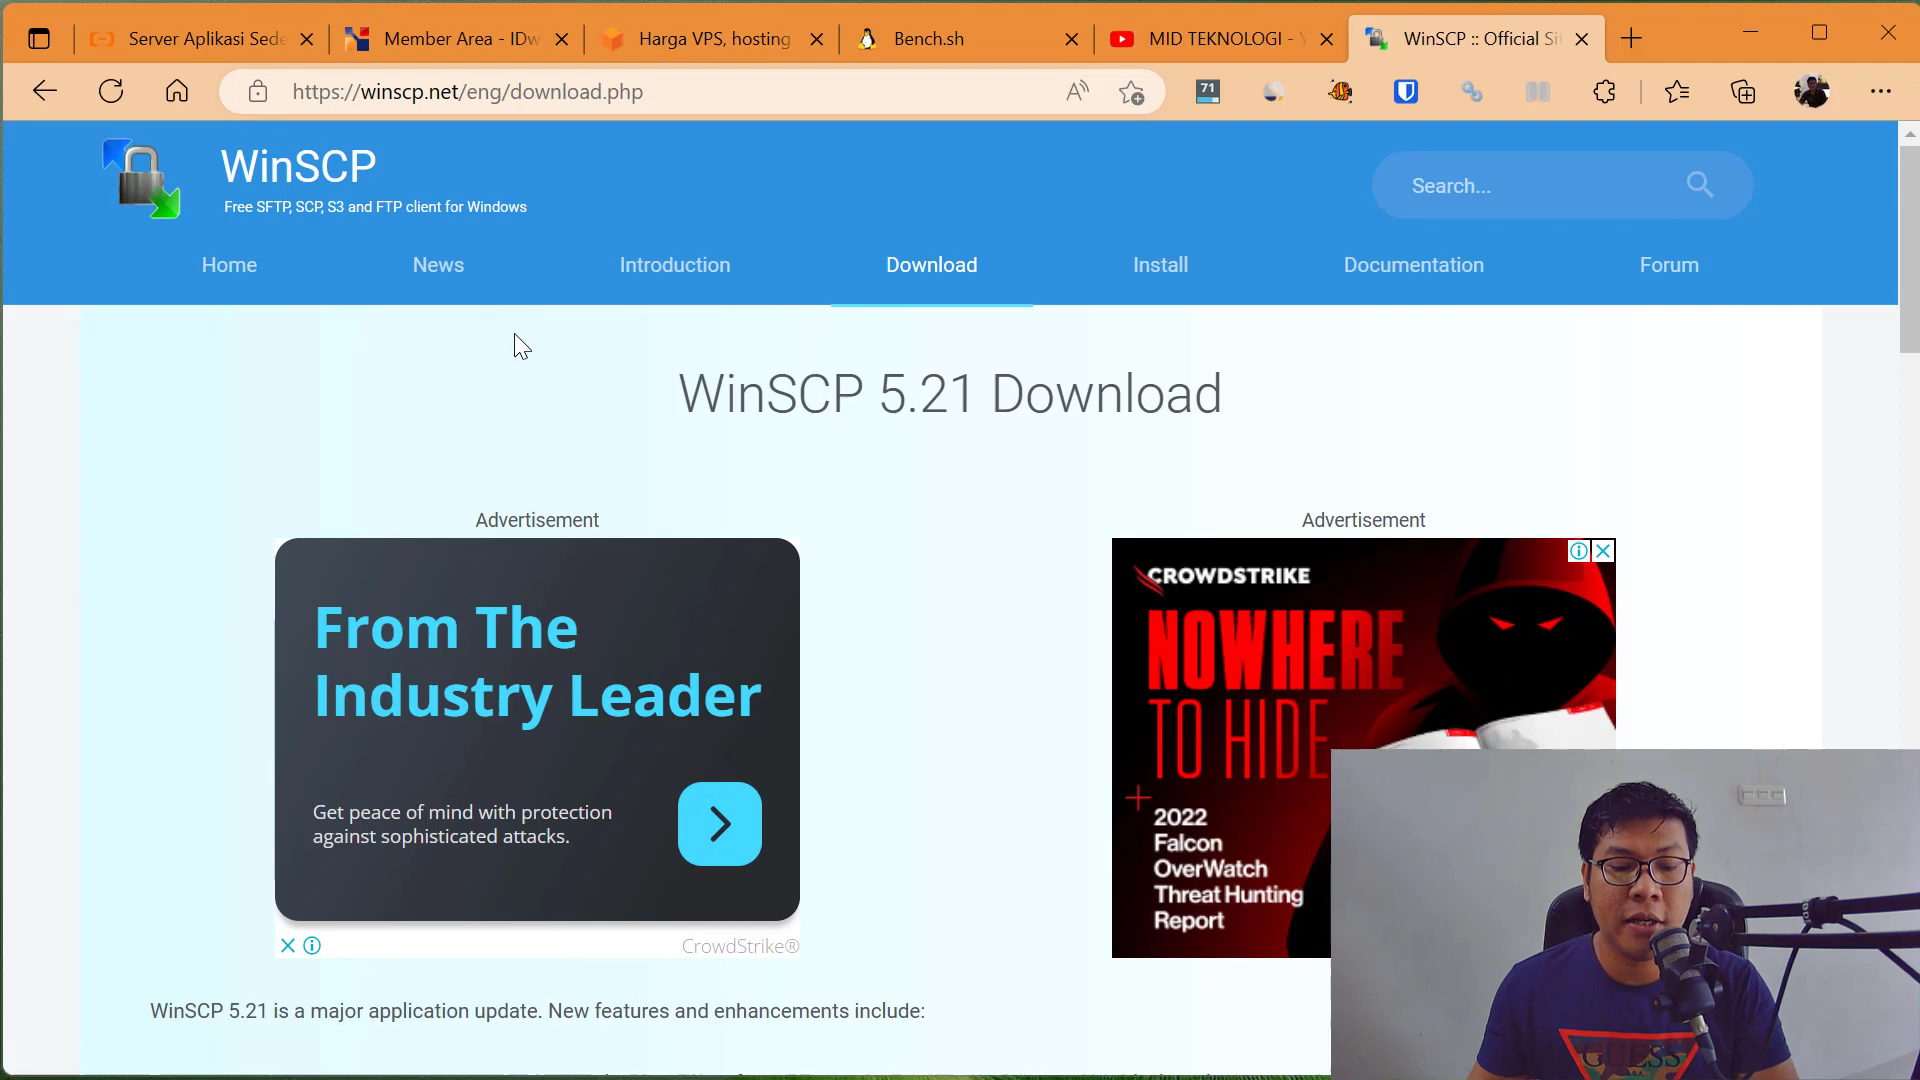 Server Aplikasi Sede
Member Area - IDw
Harga VPS, hosting
Bench.sh
MID TEKNOLOGI - Y
WinSCP :: Official Sit
https://winscp.net/eng/download.php
71
WinSCP
Free SFTP, SCP, S3 and FTP client for Windows
Search...
Home
News
Introduction
Download
Install
Documentation
Forum
WinSCP 5.21 Download
Advertisement
From The
Industry Leader
Get peace of mind with protection
against sophisticated attacks.
CrowdStrike®
Advertisement
CROWDSTRIKE
NOWHERE
TO HIDE
2022
Falcon
OverWatch
Threat Hunting
Report
WinSCP 5.21 is a major application update. New features and enhancements include:
GUESS